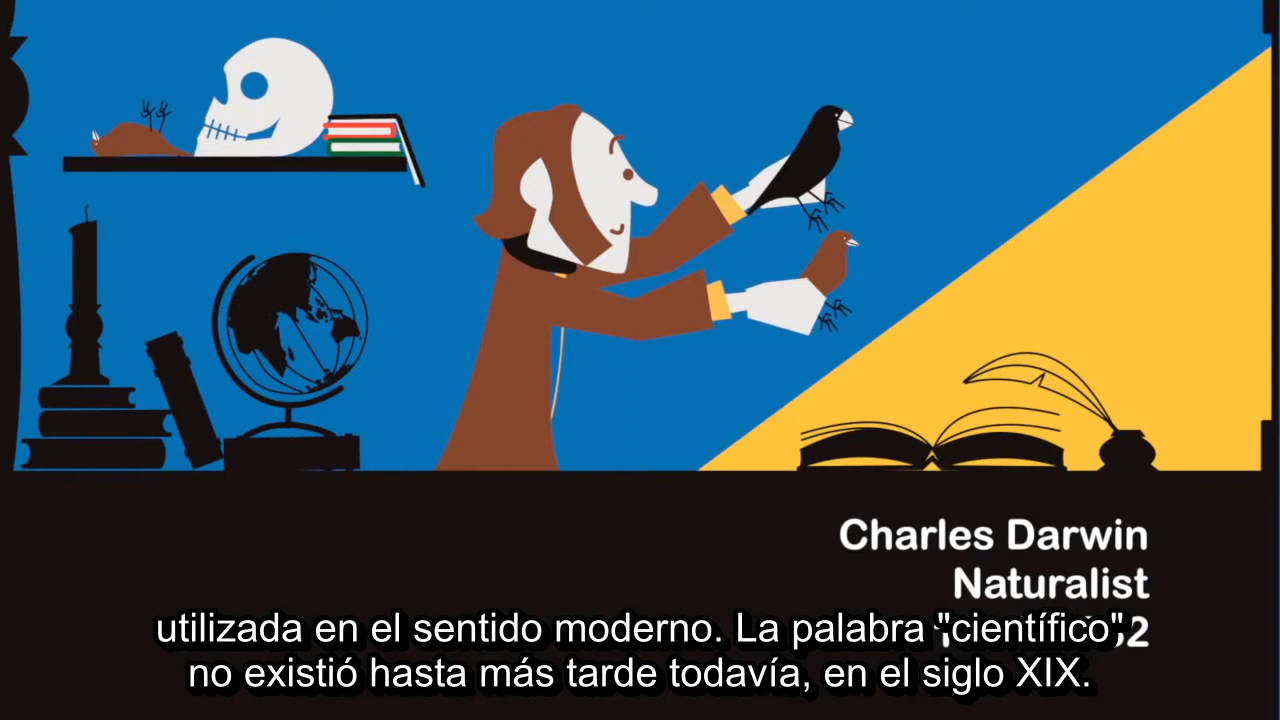 Charles Darwin
Naturalist
utilizada en el sentido moderno. La palabra "científico"
no existió hasta más tarde todavía, en el siglo XIX.